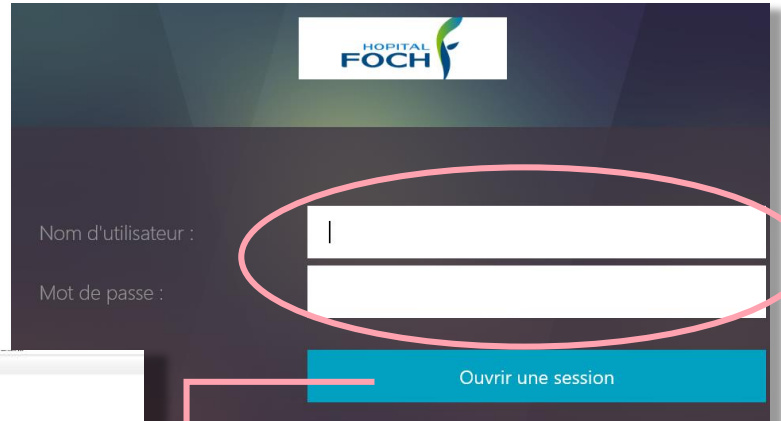 HOPITAL
FOCH
Nom d'utilisateur :
Mot de passe :
Ouvrir une session